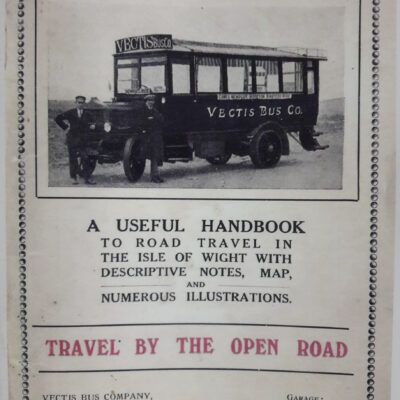 VECTIS BUS CO
VECTIS BUS CO.
A USEFUL HANDBOOK
TO ROAD TRAVEL IN
THE ISLE OF WIGHT WITH
DESCRIPTIVE NOTES, MAP,
AND
NUMEROUS ILLUSTRATIONS.
TRAVEL BY THE OPEN ROAD
VECTIS BUS COMPANY, GARAGE: